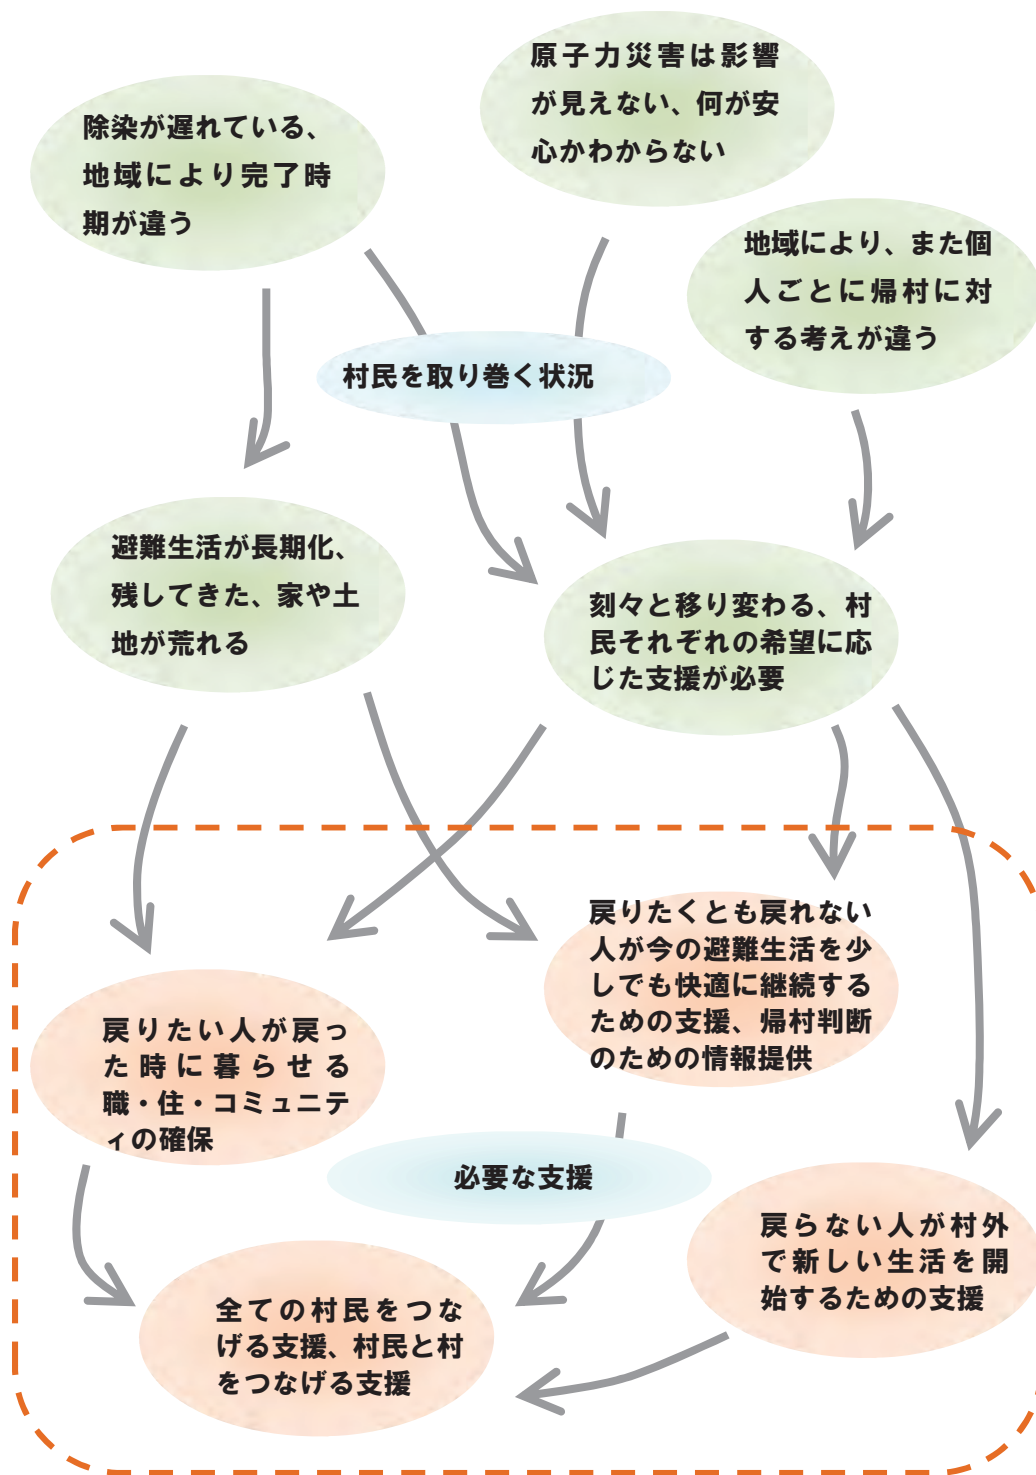 原子力災害は影響
が見えない、何が安
心かわからない
除染が遅れている、
地域により完了時
期が違う
地域により、また個
人ごとに帰村に対
する考えが違う
村民を取り巻く状況
避難生活が長期化、
残してきた、家や土
地が荒れる
刻々と移り変わる、村
民それぞれの希望に応
じた支援が必要
戻りたくとも戻れない
人が今の避難生活を少
しでも快適に継続する
ための支援、帰村判断
のための情報提供
戻りたい人が戻っ
た時に暮らせる
職・住・コミュニテ
ィの確保
必要な支援
戻らない人が村外
で新しい生活を開
始するための支援
全ての村民をつな
げる支援、村民と村
をつなげる支援